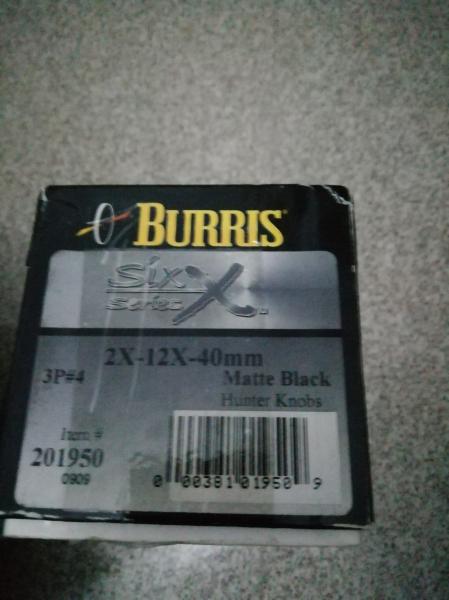 BURRIS
Six X
Series
2X-12X-40mm
3P#4
Matte Black
Hunter Knobs
Item #
201950
0909
0 00381 01950 9